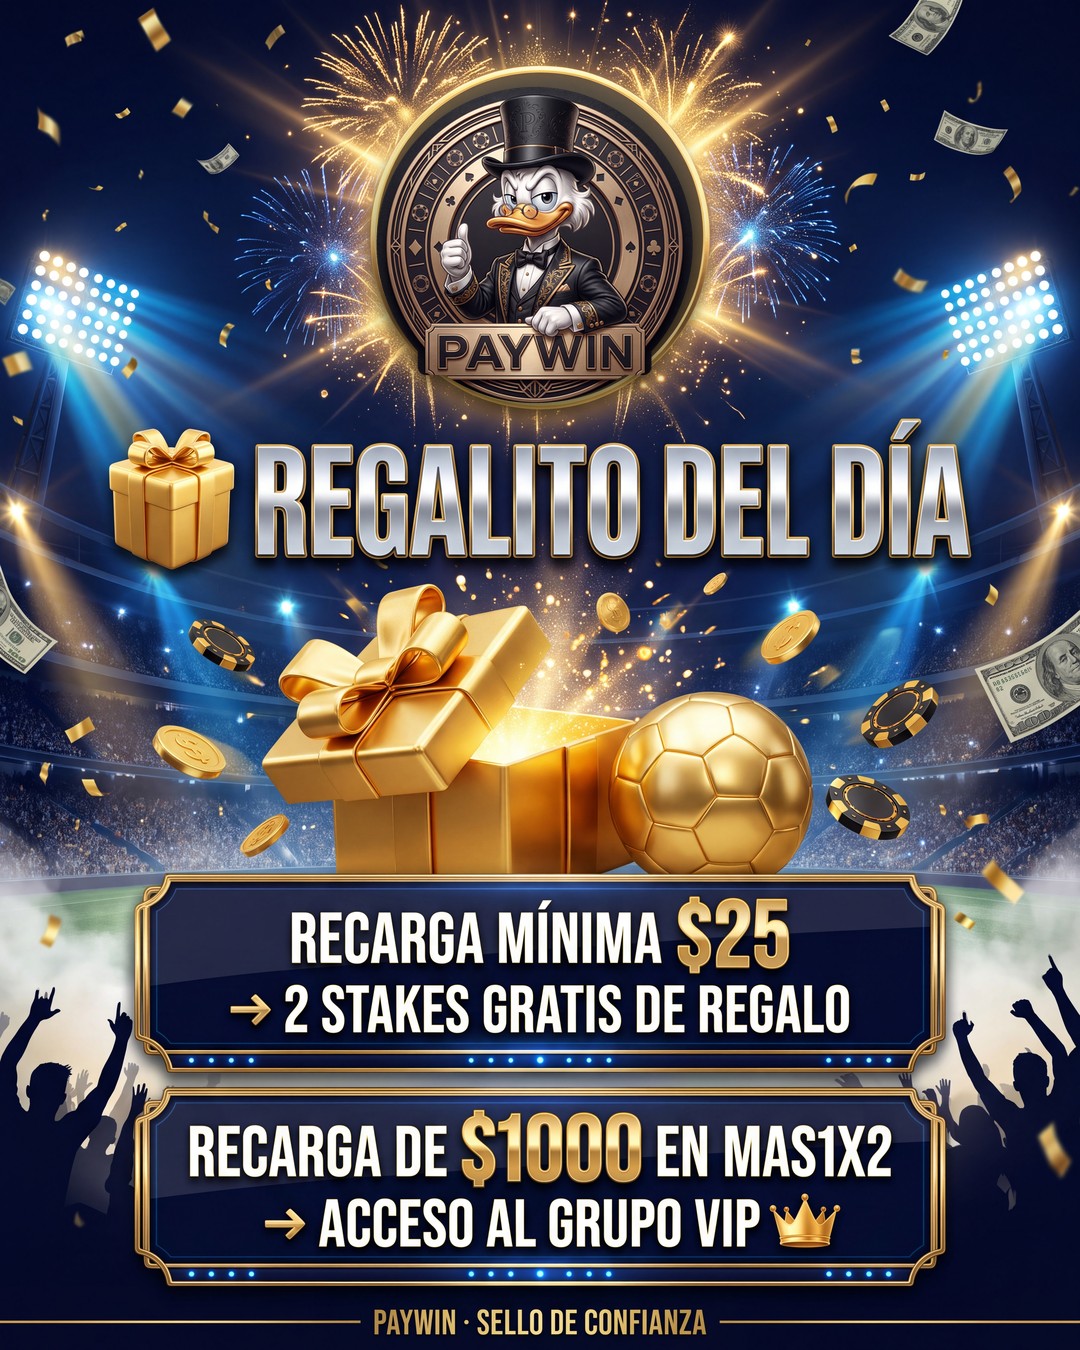 PAYWIN
REGALITO DEL DÍA
RECARGA MÍNIMA $25
→ 2 STAKES GRATIS DE REGALO
RECARGA DE $1000 EN MAS1X2
→ ACCESO AL GRUPO VIP
PAYWIN · SELLO DE CONFIANZA